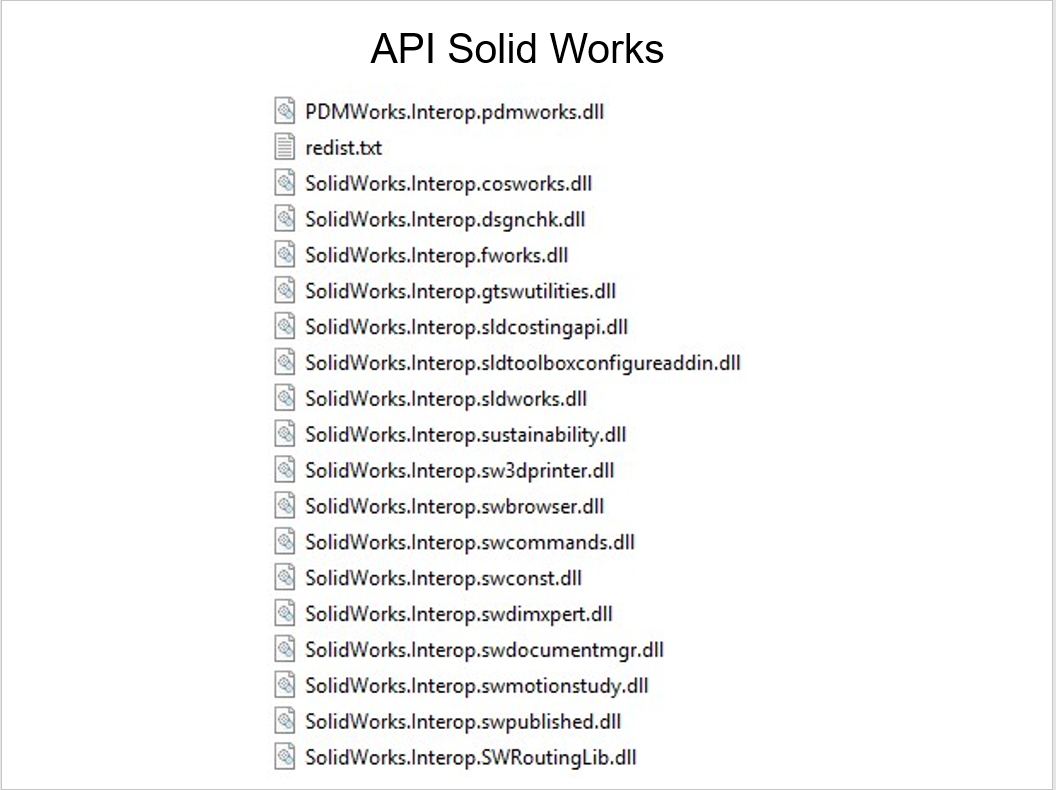 API Solid Works
PDMWorks.Interop.pdmworks.dll
redist.txt
SolidWorks.Interop.cosworks.dll
SolidWorks.Interop.dsgnchk.dll
SolidWorks.Interop.fworks.dll
SolidWorks.Interop.gtswutilities.dll
SolidWorks.Interop.sldcostingapi.dll
SolidWorks.Interop.sldtoolboxconfigureaddin.dll
SolidWorks.Interop.sldworks.dll
SolidWorks.Interop.sustainability.dll
SolidWorks.Interop.sw3dprinter.dll
SolidWorks.Interop.swbrowser.dll
SolidWorks.Interop.swcommands.dll
SolidWorks.Interop.swconst.dll
SolidWorks.Interop.swdimxpert.dll
SolidWorks.Interop.swdocumentmgr.dll
SolidWorks.Interop.swmotionstudy.dll
SolidWorks.Interop.swpublished.dll
SolidWorks.Interop.SWRoutingLib.dll